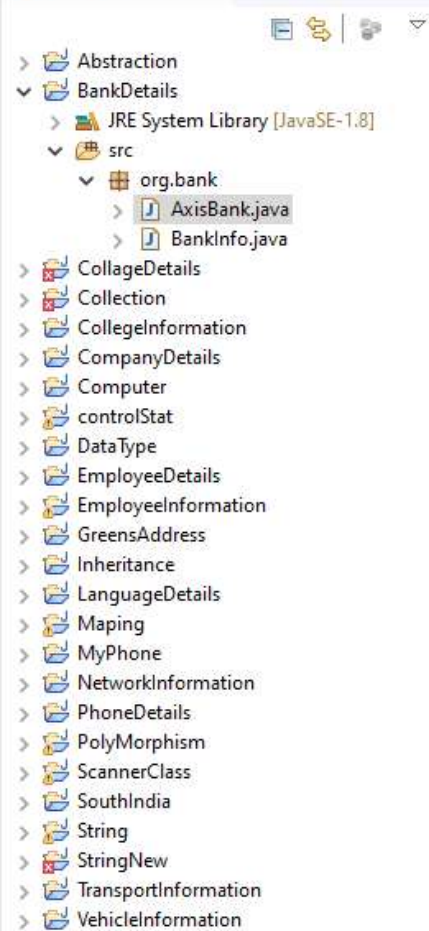 Abstraction
BankDetails
JRE System Library [JavaSE-1.8]
src
org.bank
AxisBank.java
BankInfo.java
CollageDetails
Collection
CollegeInformation
CompanyDetails
Computer
controlStat
DataType
EmployeeDetails
EmployeeInformation
GreensAddress
Inheritance
LanguageDetails
Maping
MyPhone
NetworkInformation
PhoneDetails
PolyMorphism
ScannerClass
SouthIndia
String
StringNew
TransportInformation
VehicleInformation